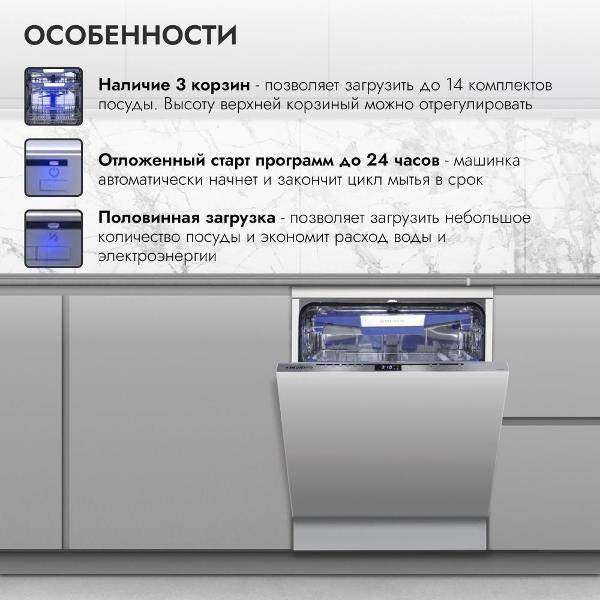 ОСОБЕННОСТИ
Наличие 3 корзин - позволяет загрузить до 14 комплектов
посуды. Высоту верхней корзиный можно отрегулировать
Отложенный старт программ до 24 часов - машинка
автоматически начнет и закончит цикл мытья в срок
Половинная загрузка - позволяет загрузить небольшое
количество посуды и экономит расход воды и
электроэнергии